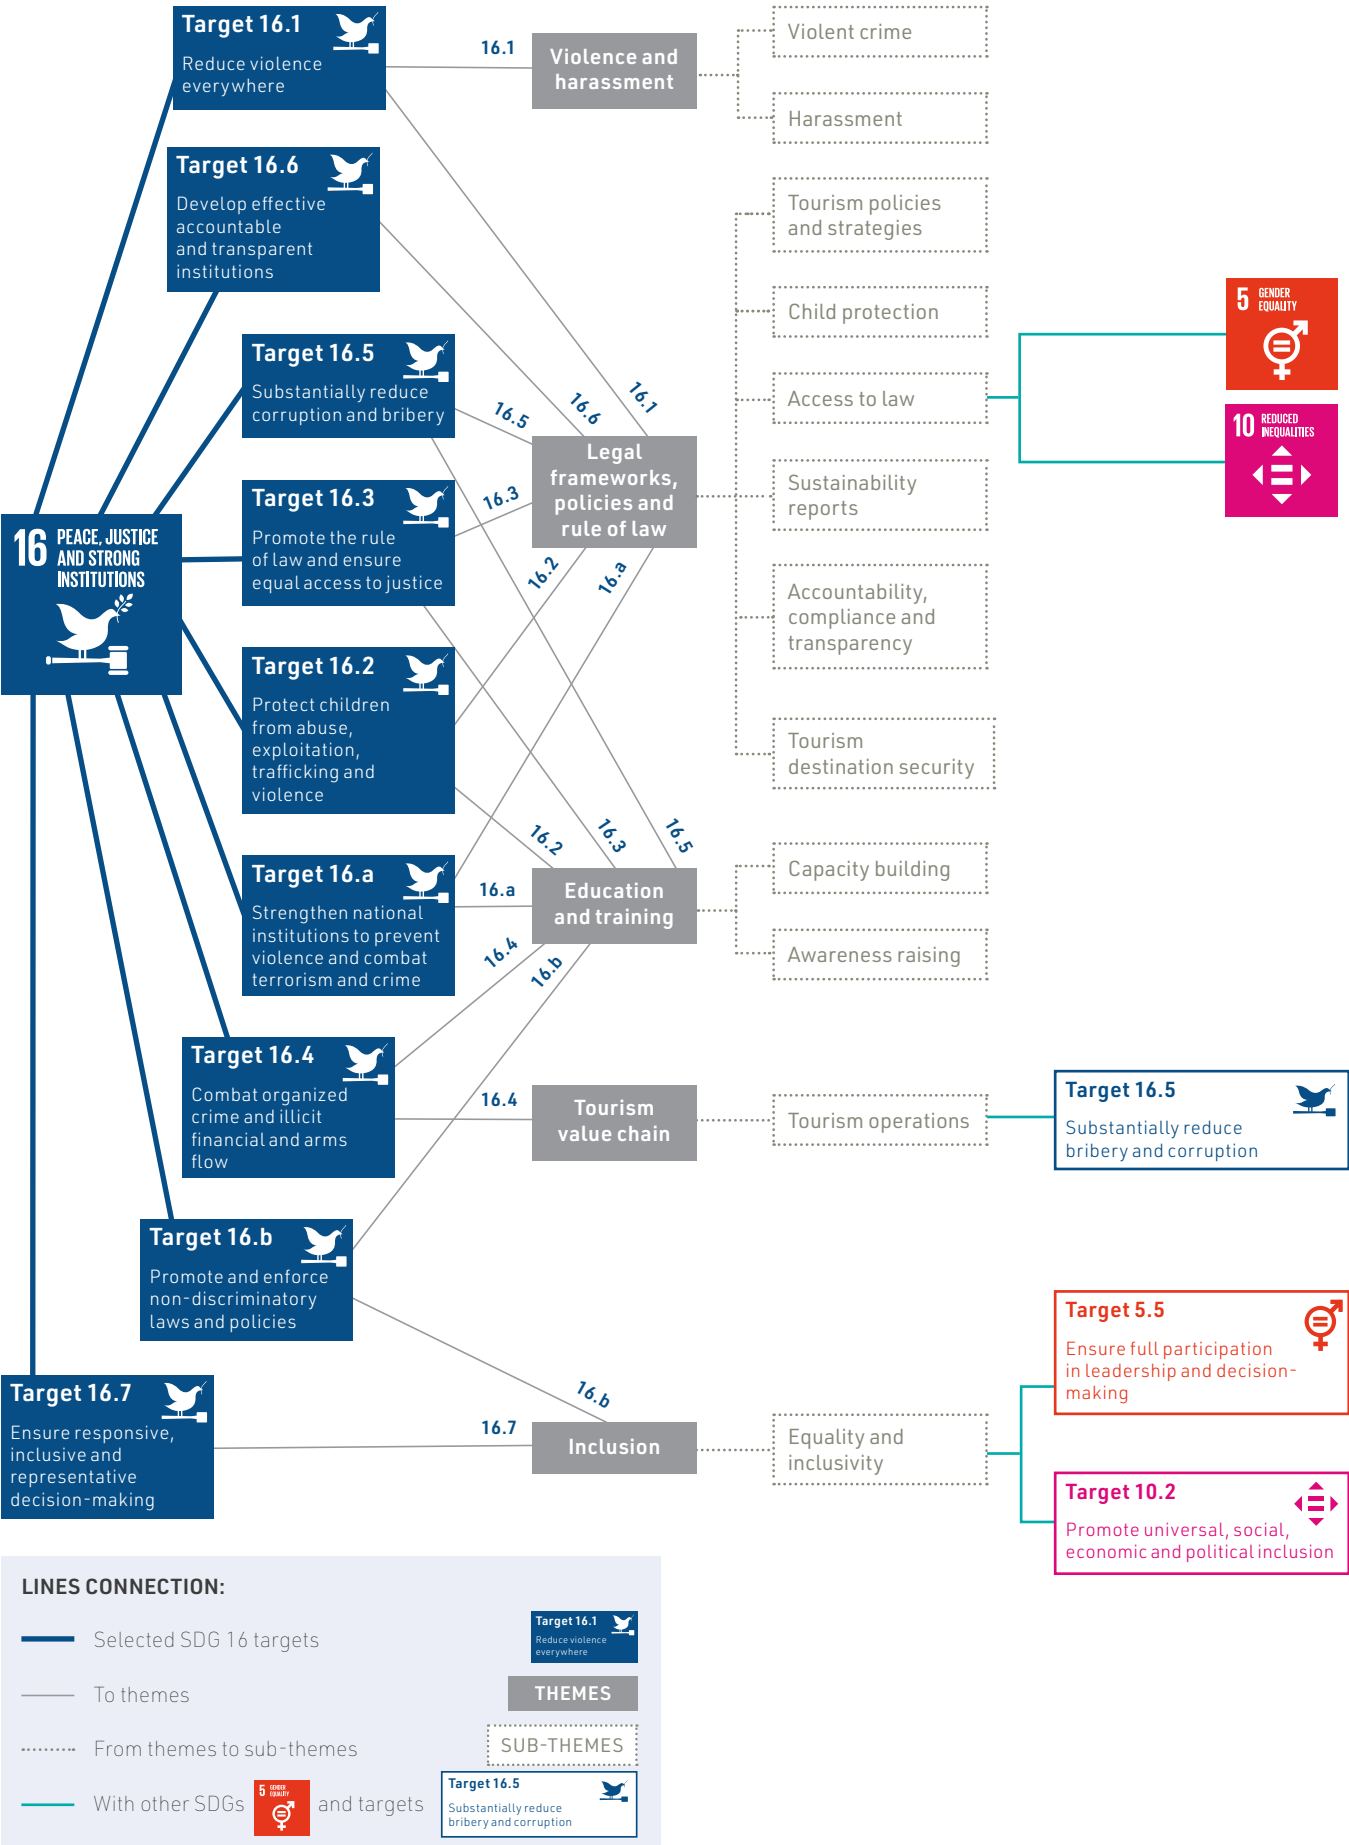 Target 16.1
Reduce violence
everywhere
16.1
Violence and
harassment
Violent crime
Harassment
Target 16.6
Develop effective
accountable
and transparent
institutions
Tourism policies
and strategies
Child protection
5 GENDER
EQUALITY
Target 16.5
Substantially reduce
corruption and bribery
16.5
16.6
16.1
Access to law
10 REDUCED
INEQUALITIES
Legal
frameworks,
policies and
rule of law
Target 16.3
Promote the rule
of law and ensure
equal access to justice
16.3
16.2
16.a
Sustainability
reports
16 PEACE, JUSTICE
AND STRONG
INSTITUTIONS
Accountability,
compliance and
transparency
Target 16.2
Protect children
from abuse,
exploitation,
trafficking and
violence
Tourism
destination security
16.2
16.3
16.5
Target 16.a
Strengthen national
institutions to prevent
violence and combat
terrorism and crime
16.a
Education
and training
Capacity building
Awareness raising
16.4
16.b
Target 16.4
Combat organized
crime and illicit
financial and arms
flow
16.4
Tourism
value chain
Tourism operations
Target 16.5
Substantially reduce
bribery and corruption
Target 16.b
Promote and enforce
non-discriminatory
laws and policies
Target 5.5
Ensure full participation
in leadership and decision-
making
Target 16.7
Ensure responsive,
inclusive and
representative
decision-making
16.b
16.7
Inclusion
Equality and
inclusivity
Target 10.2
Promote universal, social,
economic and political inclusion
LINES CONNECTION:
Selected SDG 16 targets
Target 16.1
Reduce violence
everywhere
To themes
THEMES
From themes to sub-themes
SUB-THEMES
With other SDGs
5 GENDER
EQUALITY
and targets
Target 16.5
Substantially reduce
bribery and corruption